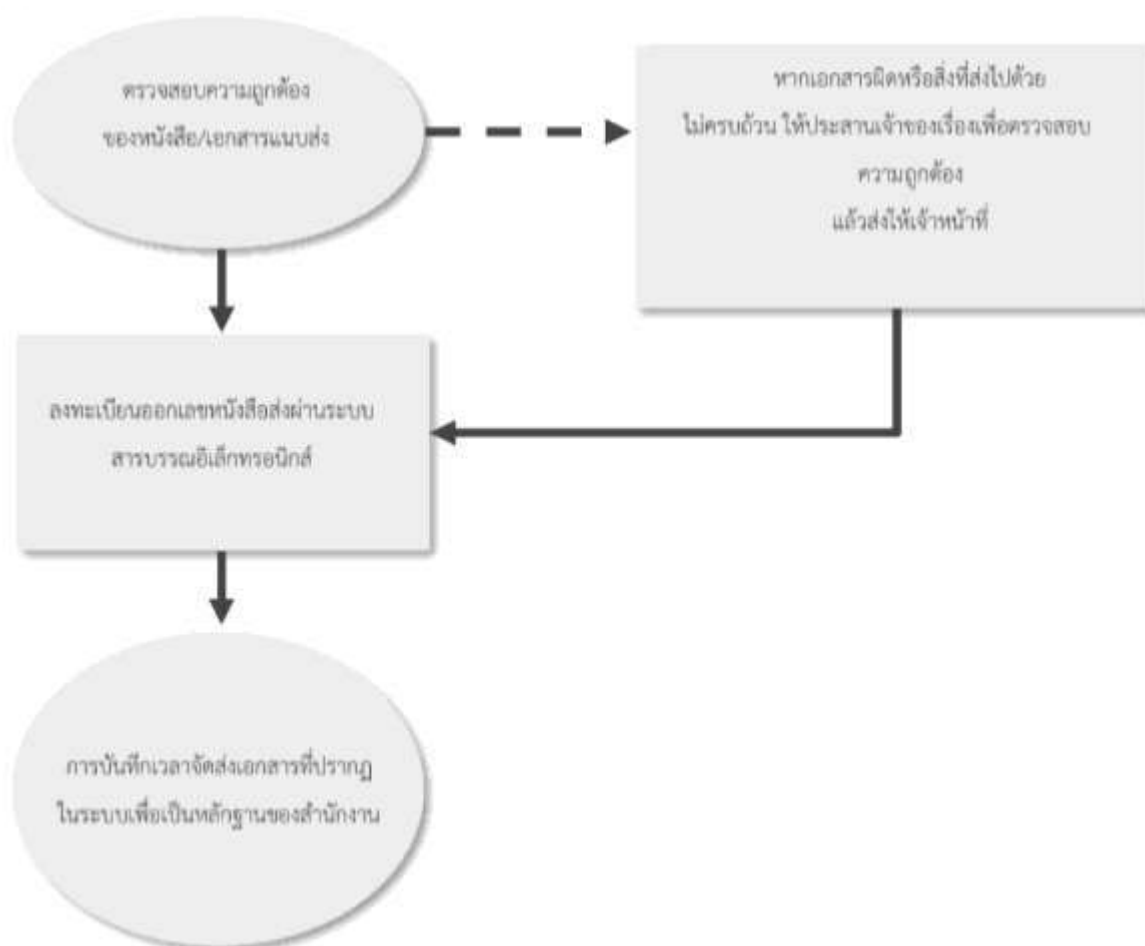 ตรวจสอบความถูกต้อง
ของหนังสือ/เอกสารแนบส่ง
หากเอกสารผิดหรือสิ่งที่ส่งไปด้วย
ไม่ครบถ้วน ให้ประสานเจ้าของเรื่องเพื่อตรวจสอบ
ความถูกต้อง
แล้วส่งให้เจ้าหน้าที่
ลงทะเบียนออกเลขหนังสือส่งผ่านระบบ
สารบรรณอิเล็กทรอนิกส์
การบันทึกเวลาจัดส่งเอกสารที่ปรากฏ
ในระบบเพื่อเป็นหลักฐานของสำนักงาน